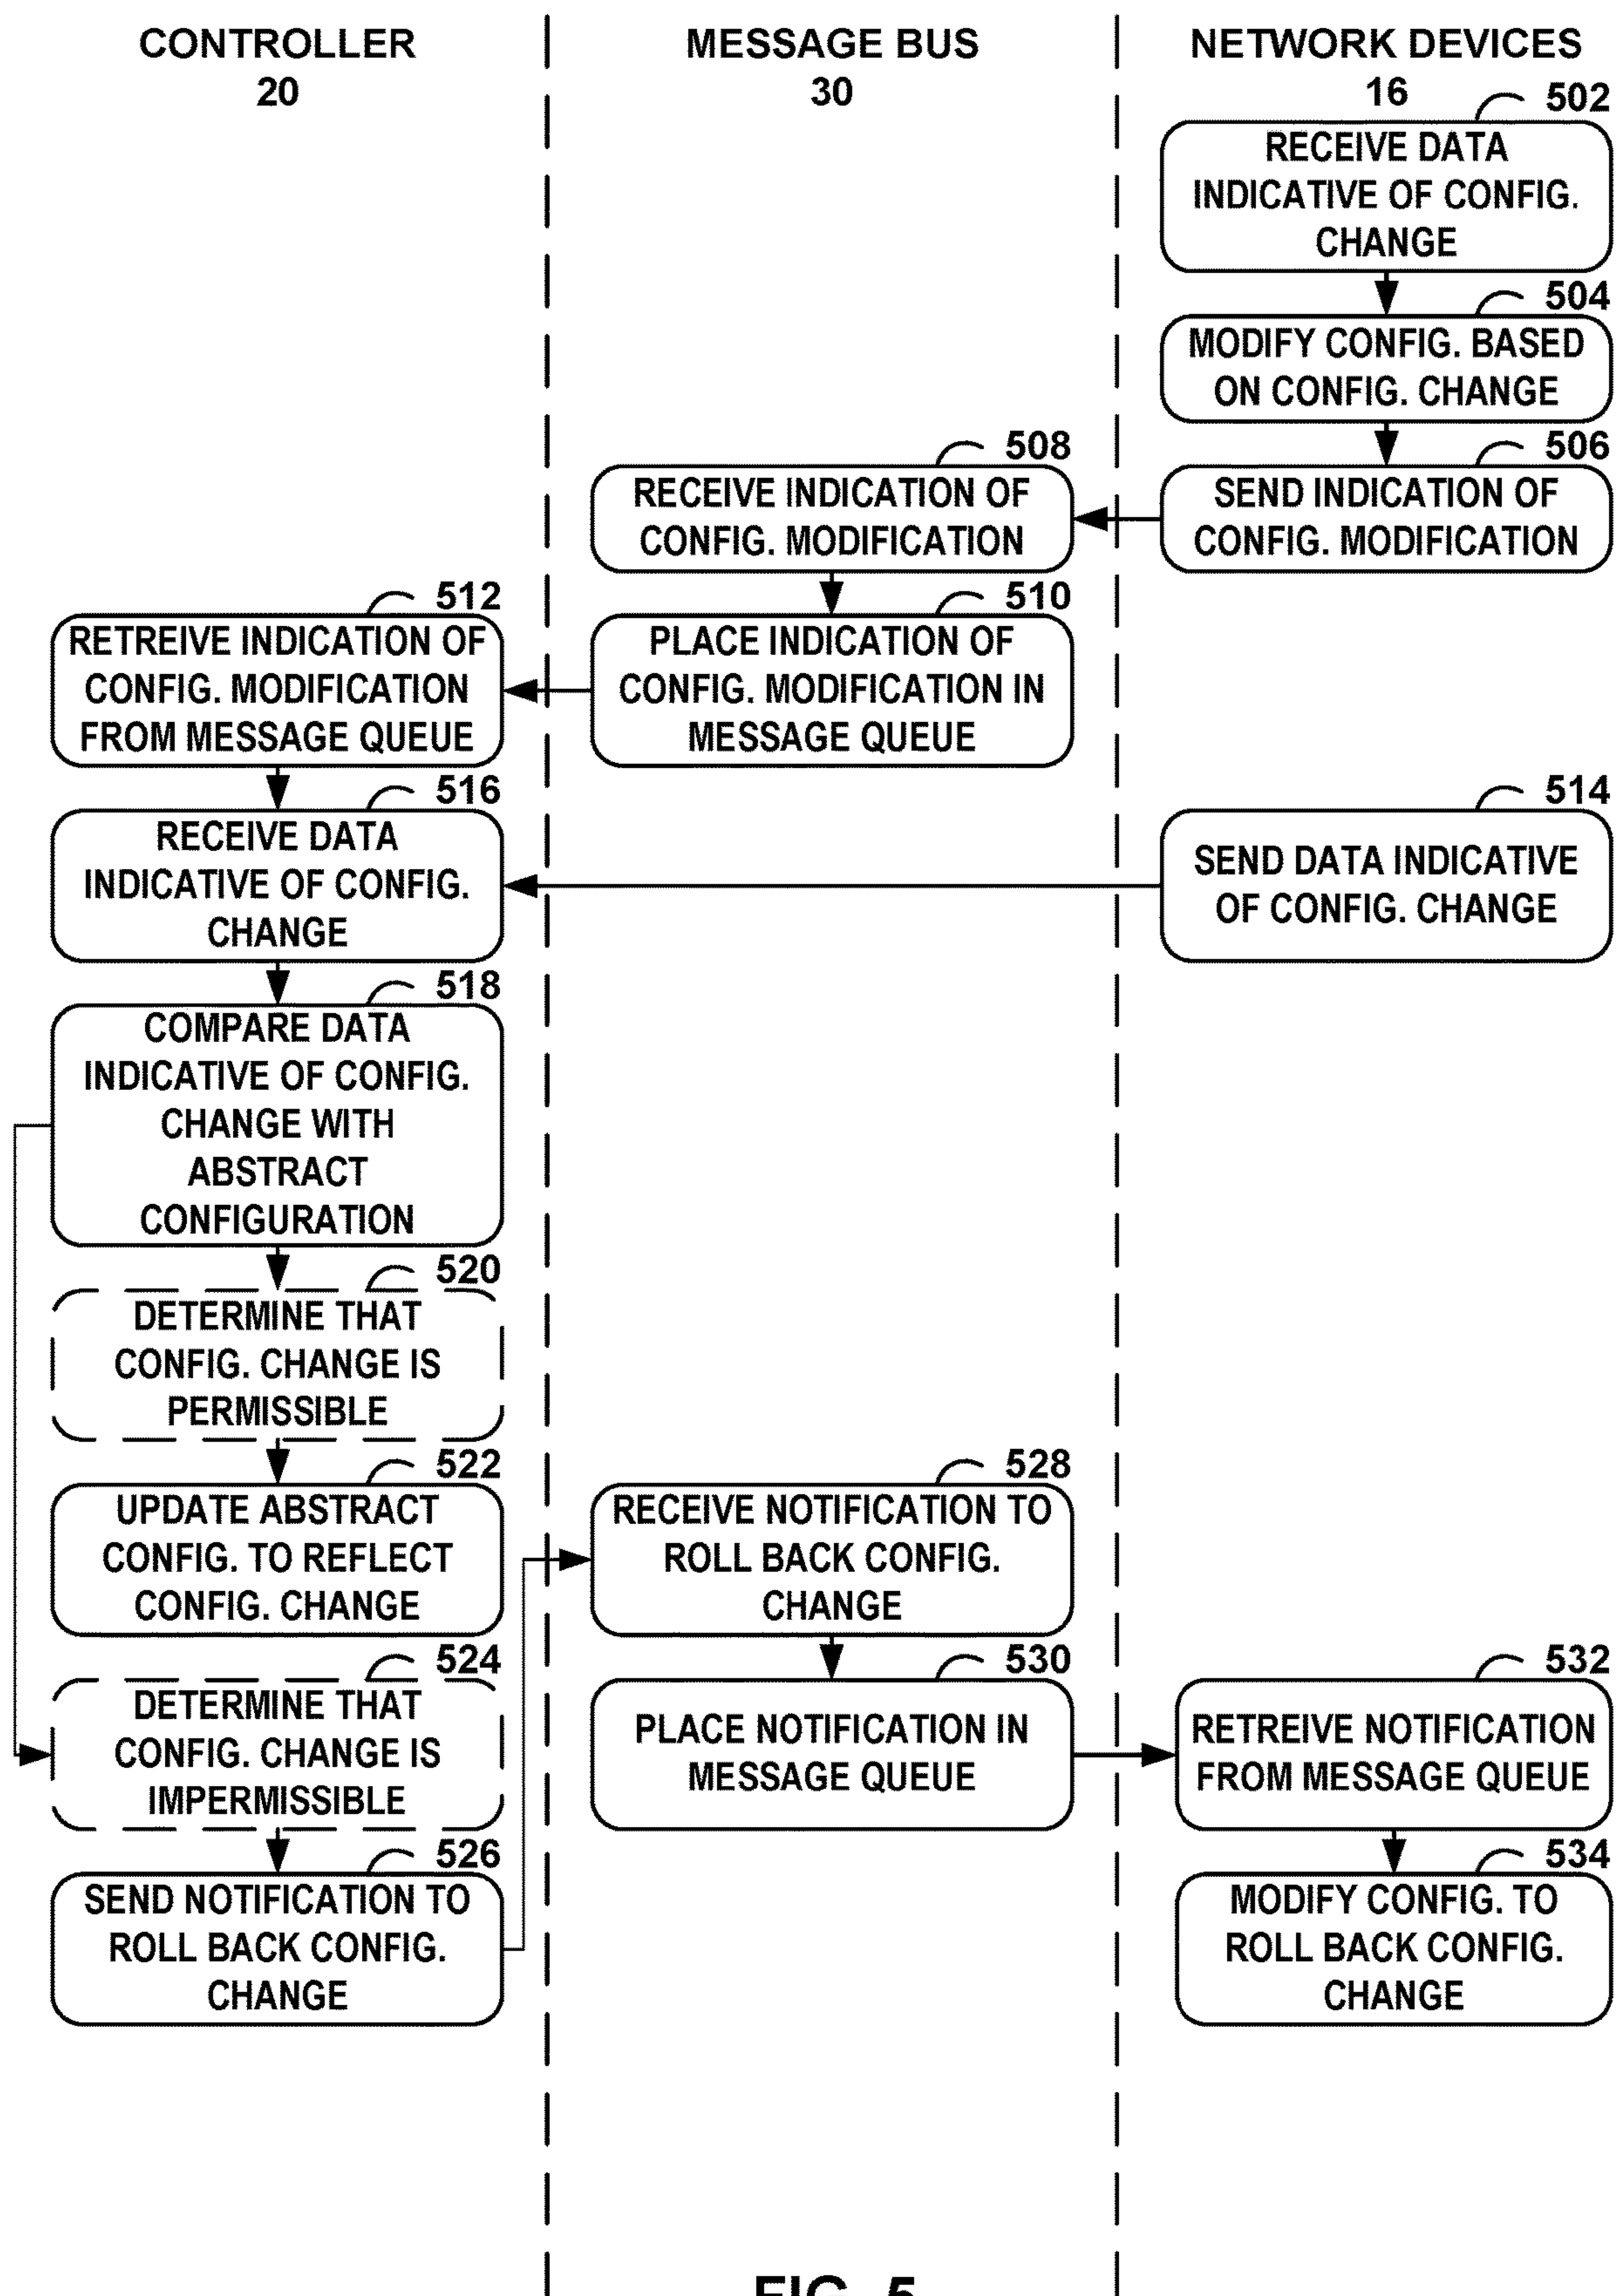 CONTROLLER
20
MESSAGE BUS
30
NETWORK DEVICES
16
502
RECEIVE DATA
INDICATIVE OF CONFIG.
CHANGE
504
MODIFY CONFIG. BASED
ON CONFIG. CHANGE
506
SEND INDICATION OF
CONFIG. MODIFICATION
508
RECEIVE INDICATION OF
CONFIG. MODIFICATION
510
PLACE INDICATION OF
CONFIG. MODIFICATION IN
MESSAGE QUEUE
512
RETREIVE INDICATION OF
CONFIG. MODIFICATION
FROM MESSAGE QUEUE
514
SEND DATA INDICATIVE
OF CONFIG. CHANGE
516
RECEIVE DATA
INDICATIVE OF CONFIG.
CHANGE
518
COMPARE DATA
INDICATIVE OF CONFIG.
CHANGE WITH
ABSTRACT
CONFIGURATION
520
DETERMINE THAT
CONFIG. CHANGE IS
PERMISSIBLE
522
UPDATE ABSTRACT
CONFIG. TO REFLECT
CONFIG. CHANGE
524
DETERMINE THAT
CONFIG. CHANGE IS
IMPERMISSIBLE
526
SEND NOTIFICATION TO
ROLL BACK CONFIG.
CHANGE
528
RECEIVE NOTIFICATION TO
ROLL BACK CONFIG.
CHANGE
530
PLACE NOTIFICATION IN
MESSAGE QUEUE
532
RETREIVE NOTIFICATION
FROM MESSAGE QUEUE
534
MODIFY CONFIG. TO
ROLL BACK CONFIG.
CHANGE
FIG. 5